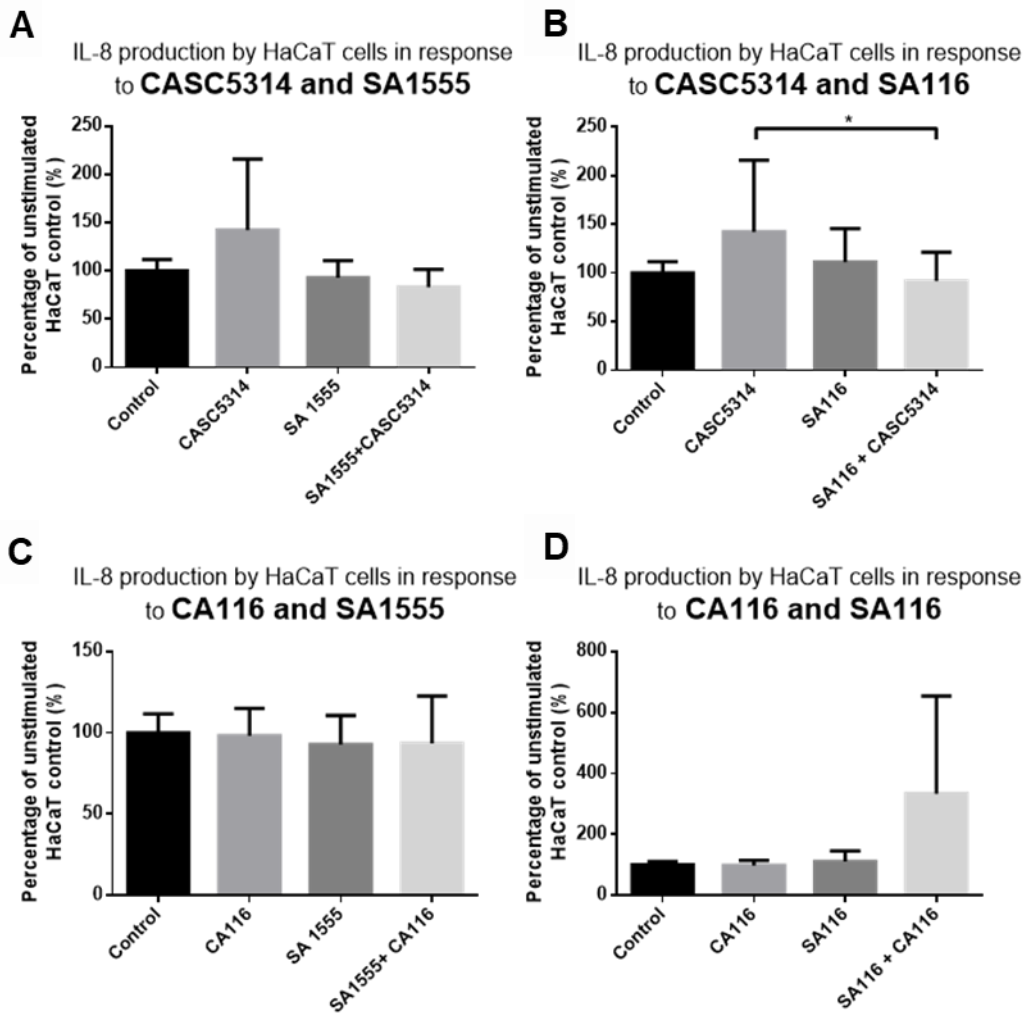 A
IL-8 production by HaCaT cells in response
to CASC5314 and SA1555
Percentage of unstimulated
HaCaT control (%)
250
200
150
100
50
0
Control
CASC5314
SA 1555
SA1555+CASC5314
B
IL-8 production by HaCaT cells in response
to CASC5314 and SA116
Percentage of unstimulated
HaCaT control (%)
250
200
150
100
50
0
*
Control
CASC5314
SA116
SA116 + CASC5314
C
IL-8 production by HaCaT cells in response
to CA116 and SA1555
Percentage of unstimulated
HaCaT control (%)
150
100
50
0
Control
CA116
SA 1555
SA1555+ CA116
D
IL-8 production by HaCaT cells in response
to CA116 and SA116
Percentage of unstimulated
HaCaT control (%)
800
600
400
200
0
Control
CA116
SA116
SA116 + CA116